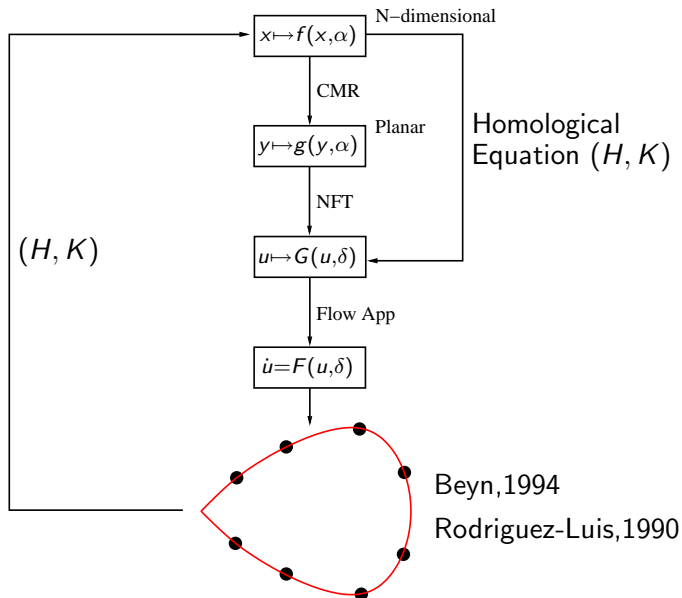 N-dimensional
x↦f(x,α)
CMR
Planar
y↦g(y,α)
Homological
Equation (H, K)
NFT
(H, K)
u↦G(u,δ)
Flow App
u̇=F(u,δ)
Beyn,1994
Rodriguez-Luis,1990